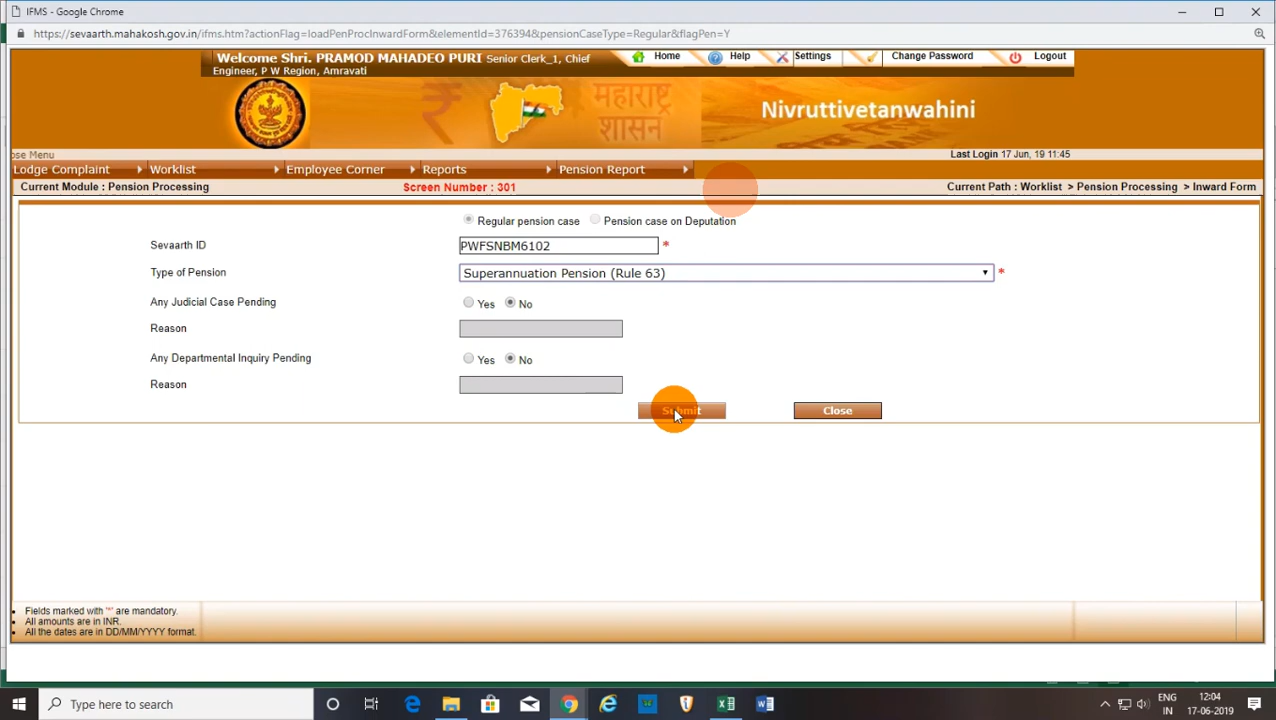 IFMS - Google Chrome
https://sevaarth.mahakosh.gov.in/ifms.htm?actionFlag=loadPenProcInwardForm&elementId=376394&pensionCaseType=Regular&flagPen=Y
Welcome Shri. PRAMOD MAHADEO PURI Senior Clerk_1, Chief Engineer, P W Region, Amravati
Home Help Settings Change Password Logout
महाराष्ट्र
शासन
Nivruttivetanwahini
ose Menu
Last Login 17 Jun, 19 11:45
Lodge Complaint Worklist Employee Corner Reports Pension Report
Current Module : Pension Processing Screen Number : 301 Current Path : Worklist > Pension Processing > Inward Form
Regular pension case Pension case on Deputation
Sevaarth ID PWFSNBM6102 *
Type of Pension Superannuation Pension (Rule 63) *
Any Judicial Case Pending Yes No
Reason
Any Departmental Inquiry Pending Yes No
Reason
Submit Close
Fields marked with '*' are mandatory.
All amounts are in INR.
All the dates are in DD/MM/YYYY format.
Type here to search
ENG 12:04
IN 17-06-2019